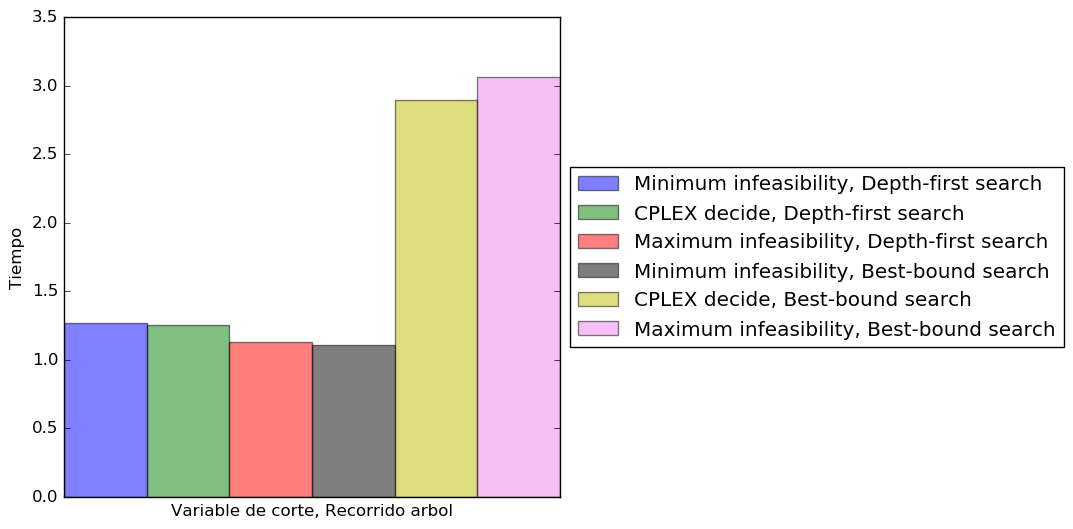 3.5
3.0
2.5
2.0
1.5
1.0
0.5
0.0
Tiempo
Variable de corte, Recorrido arbol
Minimum infeasibility, Depth-first search
CPLEX decide, Depth-first search
Maximum infeasibility, Depth-first search
Minimum infeasibility, Best-bound search
CPLEX decide, Best-bound search
Maximum infeasibility, Best-bound search